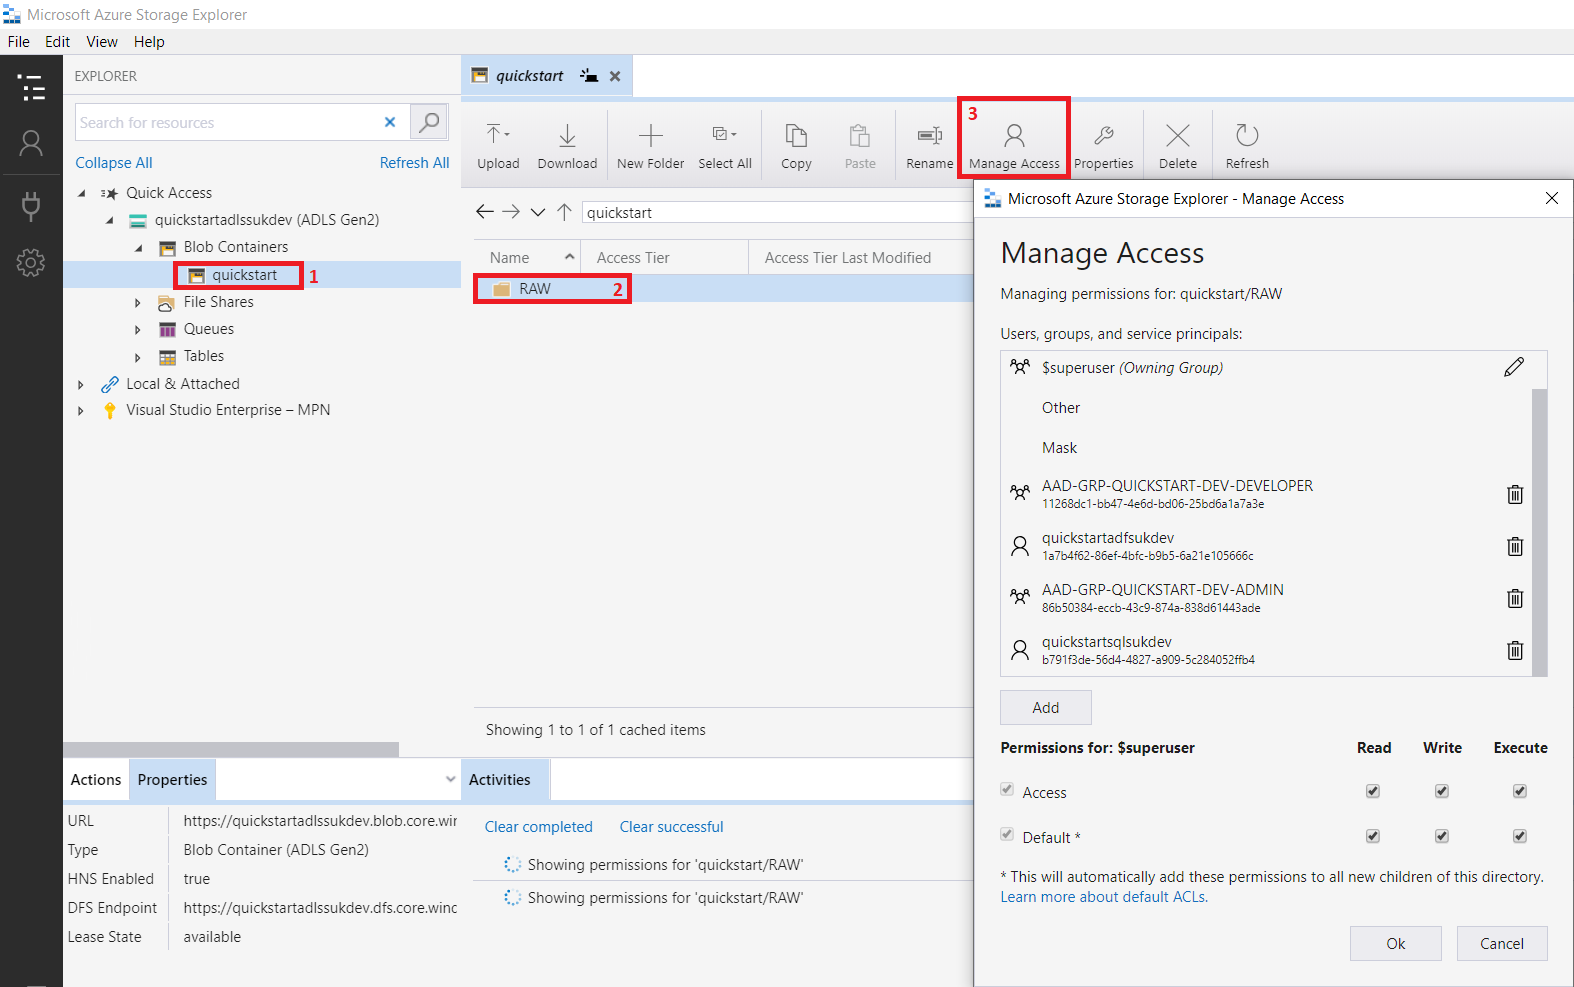 Microsoft Azure Storage Explorer
File Edit View Help
EXPLORER
Search for resources
Collapse All Refresh All
Quick Access
quickstartadlssukdev (ADLS Gen2)
Blob Containers
quickstart 1
File Shares
Queues
Tables
Local & Attached
Visual Studio Enterprise – MPN
quickstart
3
Upload Download New Folder Select All Copy Paste Rename Manage Access Properties Delete Refresh
quickstart
Name Access Tier Access Tier Last Modified
RAW 2
Showing 1 to 1 of 1 cached items
Actions Properties
URL https://quickstartadlssukdev.blob.core.wir
Type Blob Container (ADLS Gen2)
HNS Enabled true
DFS Endpoint https://quickstartadlssukdev.dfs.core.winc
Lease State available
Activities
Clear completed Clear successful
Showing permissions for 'quickstart/RAW'
Showing permissions for 'quickstart/RAW'
Microsoft Azure Storage Explorer - Manage Access
Manage Access
Managing permissions for: quickstart/RAW
Users, groups, and service principals:
$superuser (Owning Group)
Other
Mask
AAD-GRP-QUICKSTART-DEV-DEVELOPER
11268dc1-bb47-4e6d-bd06-25bd6a1a7a3e
quickstartadfsukdev
1a7b4f62-86ef-4bfc-b9b5-6a21e105666c
AAD-GRP-QUICKSTART-DEV-ADMIN
86b50384-eccb-43c9-874a-838d61443ade
quickstartsqlsukdev
b791f3de-56d4-4827-a909-5c284052ffb4
Add
Permissions for: $superuser Read Write Execute
Access
Default *
* This will automatically add these permissions to all new children of this directory.
Learn more about default ACLs.
Ok Cancel